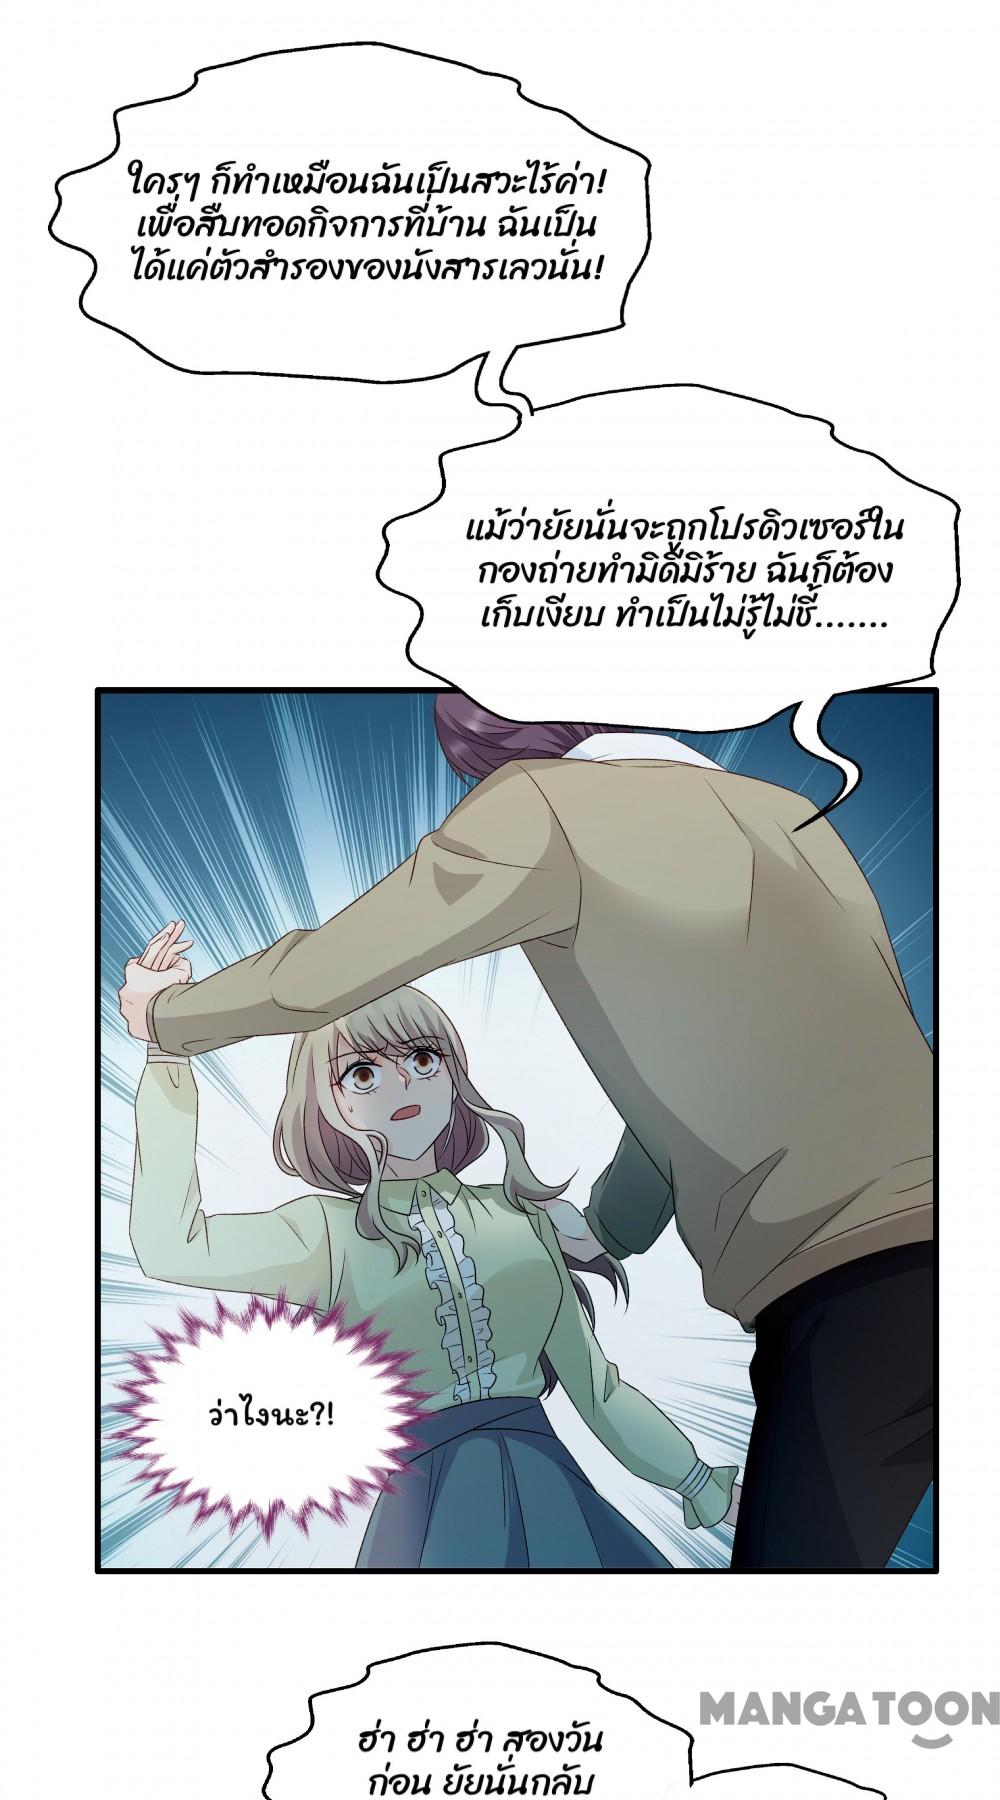 ใครๆ ก็ทำเหมือนฉันเป็นสวะไร้ค่า!
เพื่อสืบทอดกิจการที่บ้าน ฉันเป็น
ได้แค่ตัวสำรองของนังสารเลวนั่น!
แม้ว่ายัยนั่นจะถูกโปรดิวเซอร์ใน
กองถ่ายทำมิดีมิร้าย ฉันก็ต้อง
เก็บเงียบ ทำเป็นไม่รู้ไม่ชี้.......
ว่าไงนะ?!
MANGATOON
ฮ่า ฮ่า ฮ่า สองวัน
ก่อน ยัยนั่นกลับ